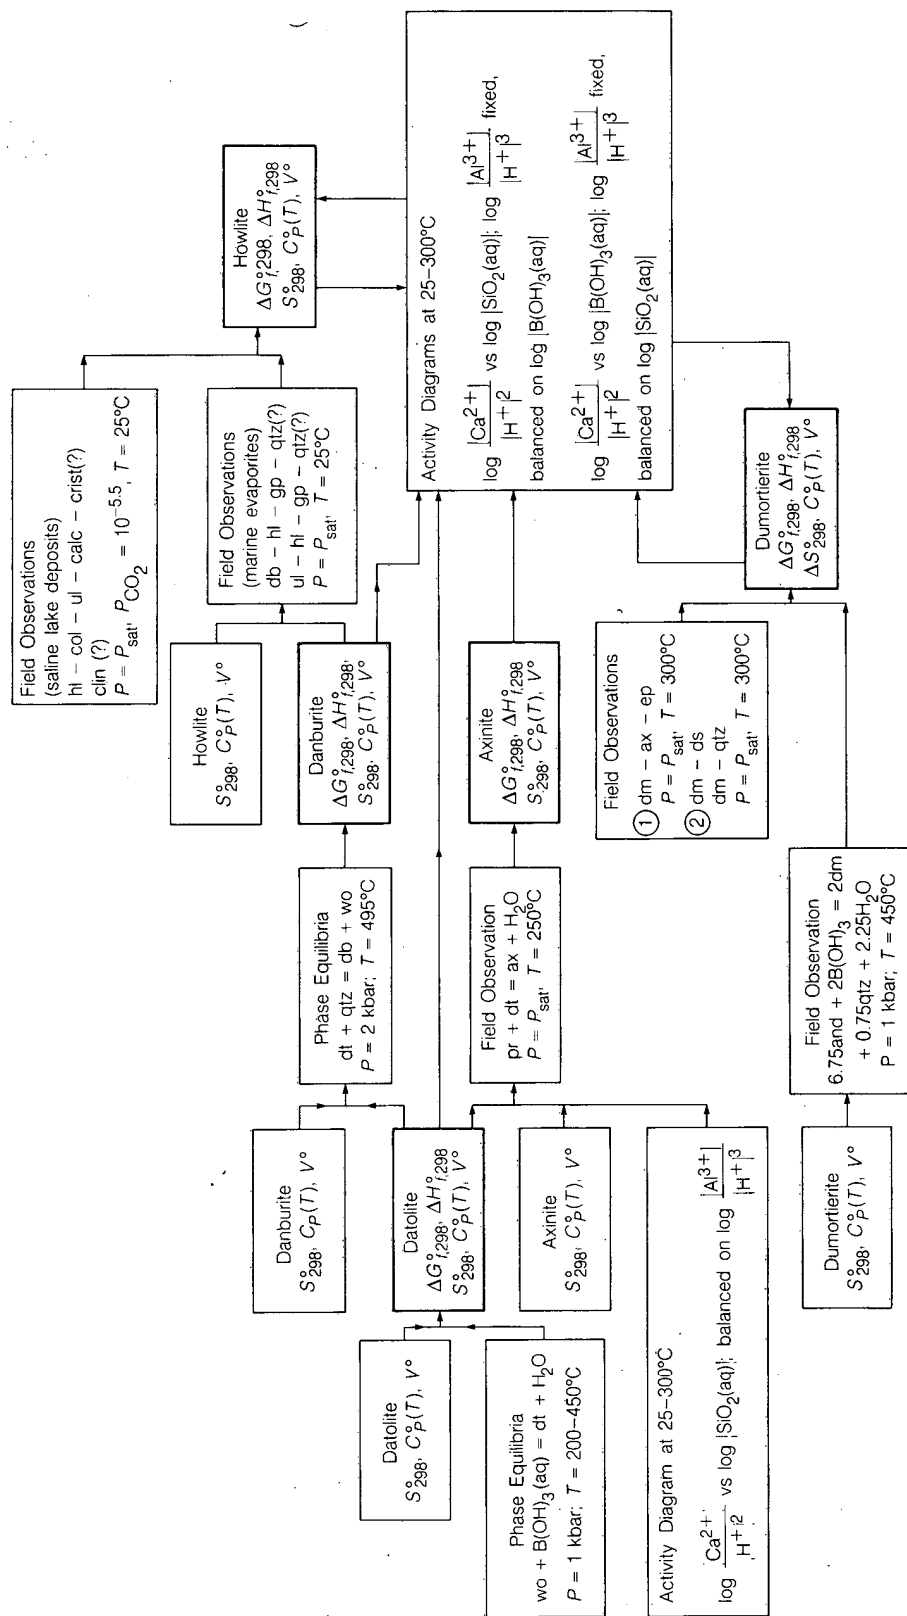 Datolite
S°298, C°P(T), V°
Phase Equilibria
wo + B(OH)3(aq) = dt + H2O
P = 1 kbar; T = 200–450°C
Activity Diagram at 25–300°C
log |Ca2+|/|H+|2 vs log |SiO2(aq)|; balanced on log |Al3+|/|H+|3
Danburite
S°298, CP(T), V°
Datolite
ΔG°f,298, ΔH°f,298
S°298, C°P(T), V°
Axinite
S°298, C°P(T), V°
Dumortierite
S°298, C°P(T), V°
Phase Equilibria
dt + qtz = db + wo
P = 2 kbar; T = 495°C
Field Observation
pr + dt = ax + H2O
P = Psat, T = 250°C
Field Observation
6.75and + 2B(OH)3 = 2dm
+ 0.75qtz + 2.25H2O
P = 1 kbar; T = 450°C
Howlite
S°298, C°P(T), V°
Danburite
ΔG°f,298, ΔH°f,298,
S°298, C°P(T), V°
Axinite
ΔG°f,298, ΔH°f,298
S°298, C°P(T), V°
Field Observations
① dm – ax – ep
P = Psat, T = 300°C
② dm – ds
dm – qtz
P = Psat, T = 300°C
Field Observations
(saline lake deposits)
hl – col – ul – calc – crist(?)
clin (?)
P = Psat, PCO2 = 10−5.5, T = 25°C
Field Observations
(marine evaporites)
db – hl – gp – qtz(?)
ul – hl – gp – qtz(?)
P = Psat, T = 25°C
Howlite
ΔG°f,298, ΔH°f,298
S°298, C°P(T), V°
Dumortierite
ΔG°f,298, ΔH°f,298
ΔS°298, C°P(T), V°
Activity Diagrams at 25–300°C
log |Ca2+|/|H+|2 vs log |SiO2(aq)|; log |Al3+|/|H+|3 fixed,
balanced on log |B(OH)3(aq)|
log |Ca2+|/|H+|2 vs log |B(OH)3(aq)|; log |Al3+|/|H+|3 fixed,
balanced on log |SiO2(aq)|